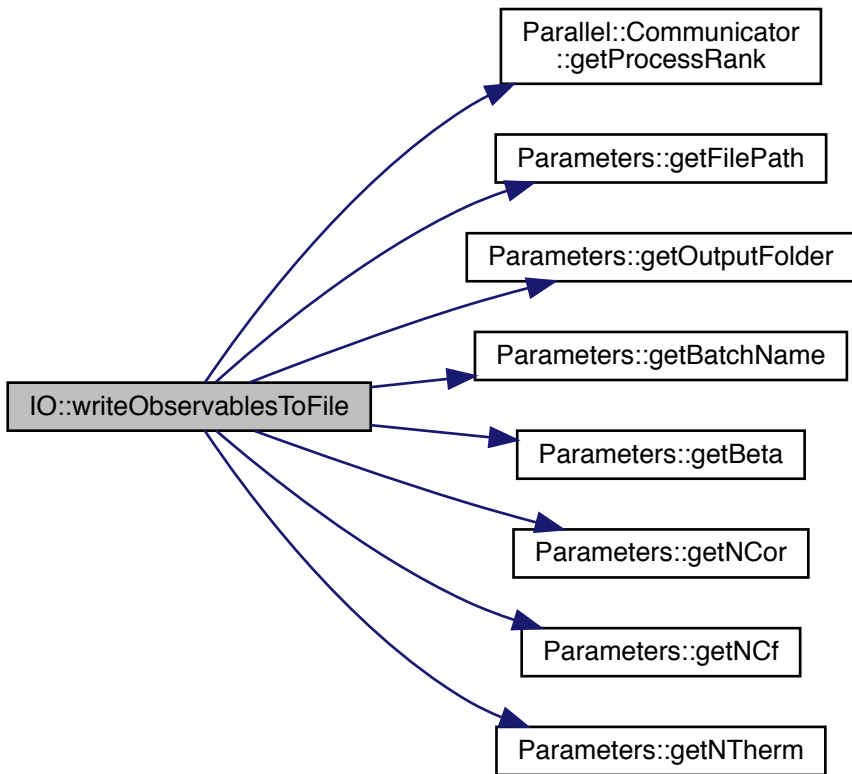 Parallel::Communicator
::getProcessRank
Parameters::getFilePath
Parameters::getOutputFolder
Parameters::getBatchName
IO::writeObservablesToFile
Parameters::getBeta
Parameters::getNCor
Parameters::getNCf
Parameters::getNTherm